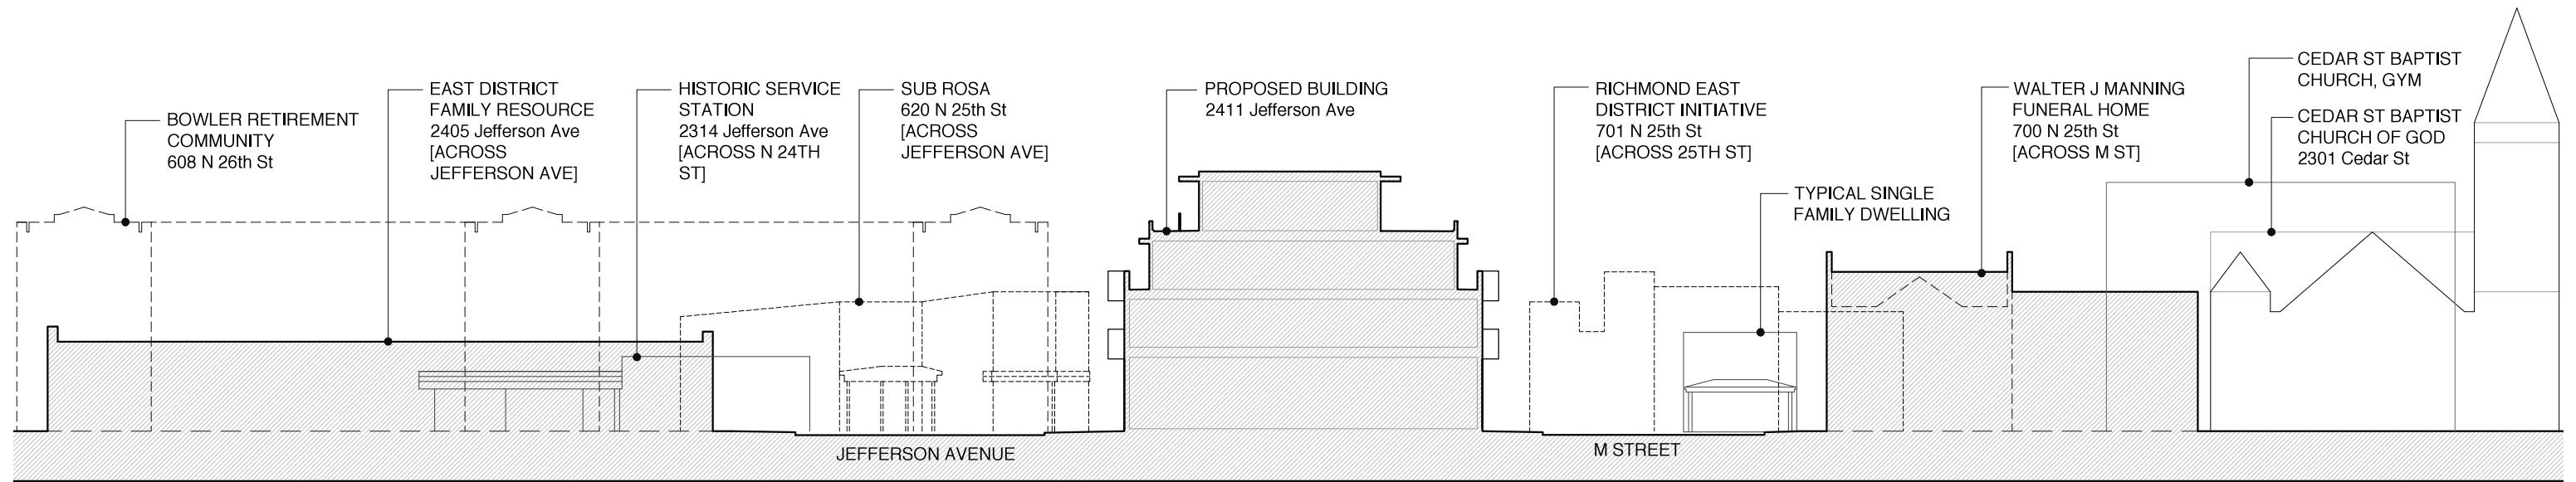 BOWLER RETIREMENT
COMMUNITY
608 N 26th St
EAST DISTRICT
FAMILY RESOURCE
2405 Jefferson Ave
[ACROSS
JEFFERSON AVE]
HISTORIC SERVICE
STATION
2314 Jefferson Ave
[ACROSS N 24TH
ST]
SUB ROSA
620 N 25th St
[ACROSS
JEFFERSON AVE]
PROPOSED BUILDING
2411 Jefferson Ave
RICHMOND EAST
DISTRICT INITIATIVE
701 N 25th St
[ACROSS 25TH ST]
TYPICAL SINGLE
FAMILY DWELLING
WALTER J MANNING
FUNERAL HOME
700 N 25th St
[ACROSS M ST]
CEDAR ST BAPTIST
CHURCH, GYM
CEDAR ST BAPTIST
CHURCH OF GOD
2301 Cedar St
JEFFERSON AVENUE
M STREET